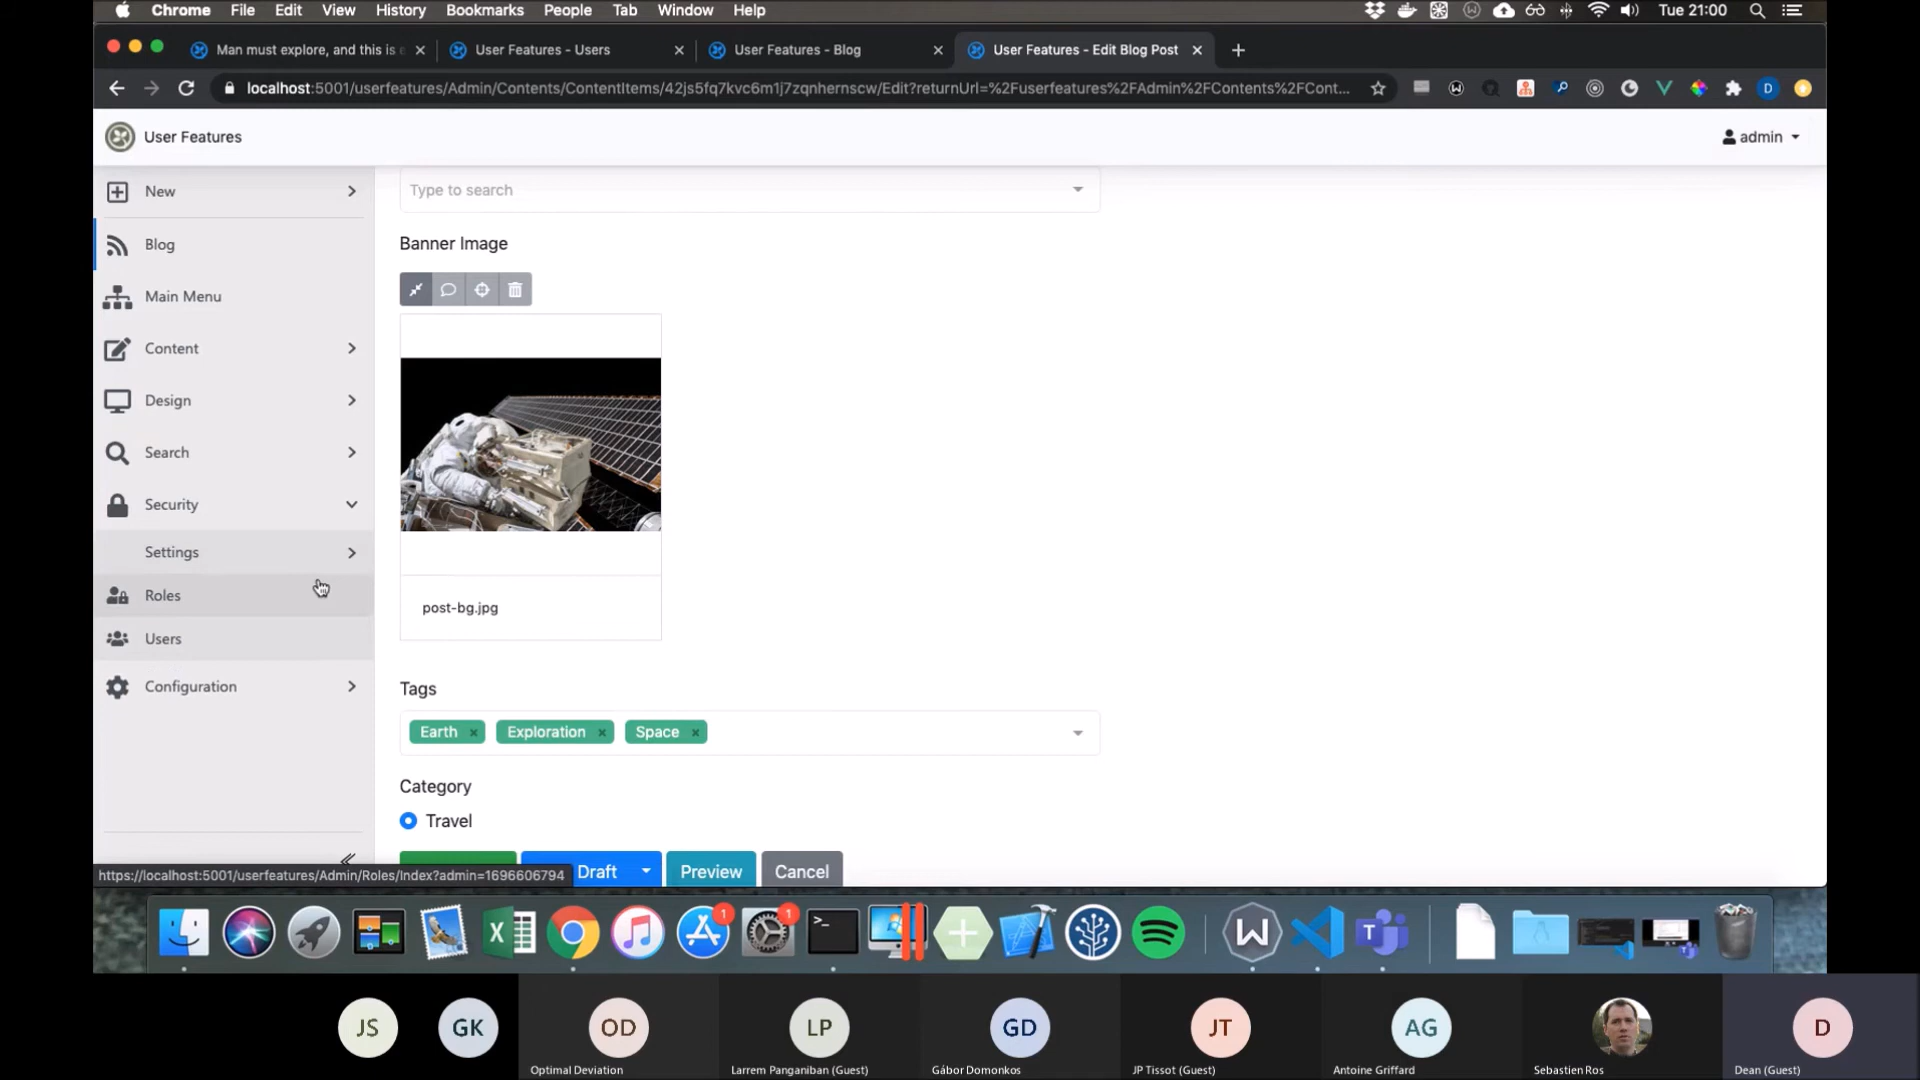 Chrome File Edit View History Bookmarks People Tab Window Help
Tue 21:00
Man must explore, and this is e
User Features - Users
User Features - Blog
User Features - Edit Blog Post
localhost:5001/userfeatures/Admin/Contents/ContentItems/42js5fq7kvc6m1j7zqnhernscw/Edit?returnUrl=%2Fuserfeatures%2FAdmin%2FContents%2FCont...
D
User Features
admin
New
Blog
Main Menu
Content
Design
Search
Security
Settings
Roles
Users
Configuration
Type to search
Banner Image
post-bg.jpg
Tags
Earth × Exploration × Space ×
Category
Travel
Draft
Preview
Cancel
https://localhost:5001/userfeatures/Admin/Roles/Index?admin=1696606794
1
1
JS
GK
OD
LP
GD
JT
AG
D
Optimal Deviation
Larrem Panganiban (Guest)
Gábor Domonkos
JP Tissot (Guest)
Antoine Griffard
Sebastien Ros
Dean (Guest)